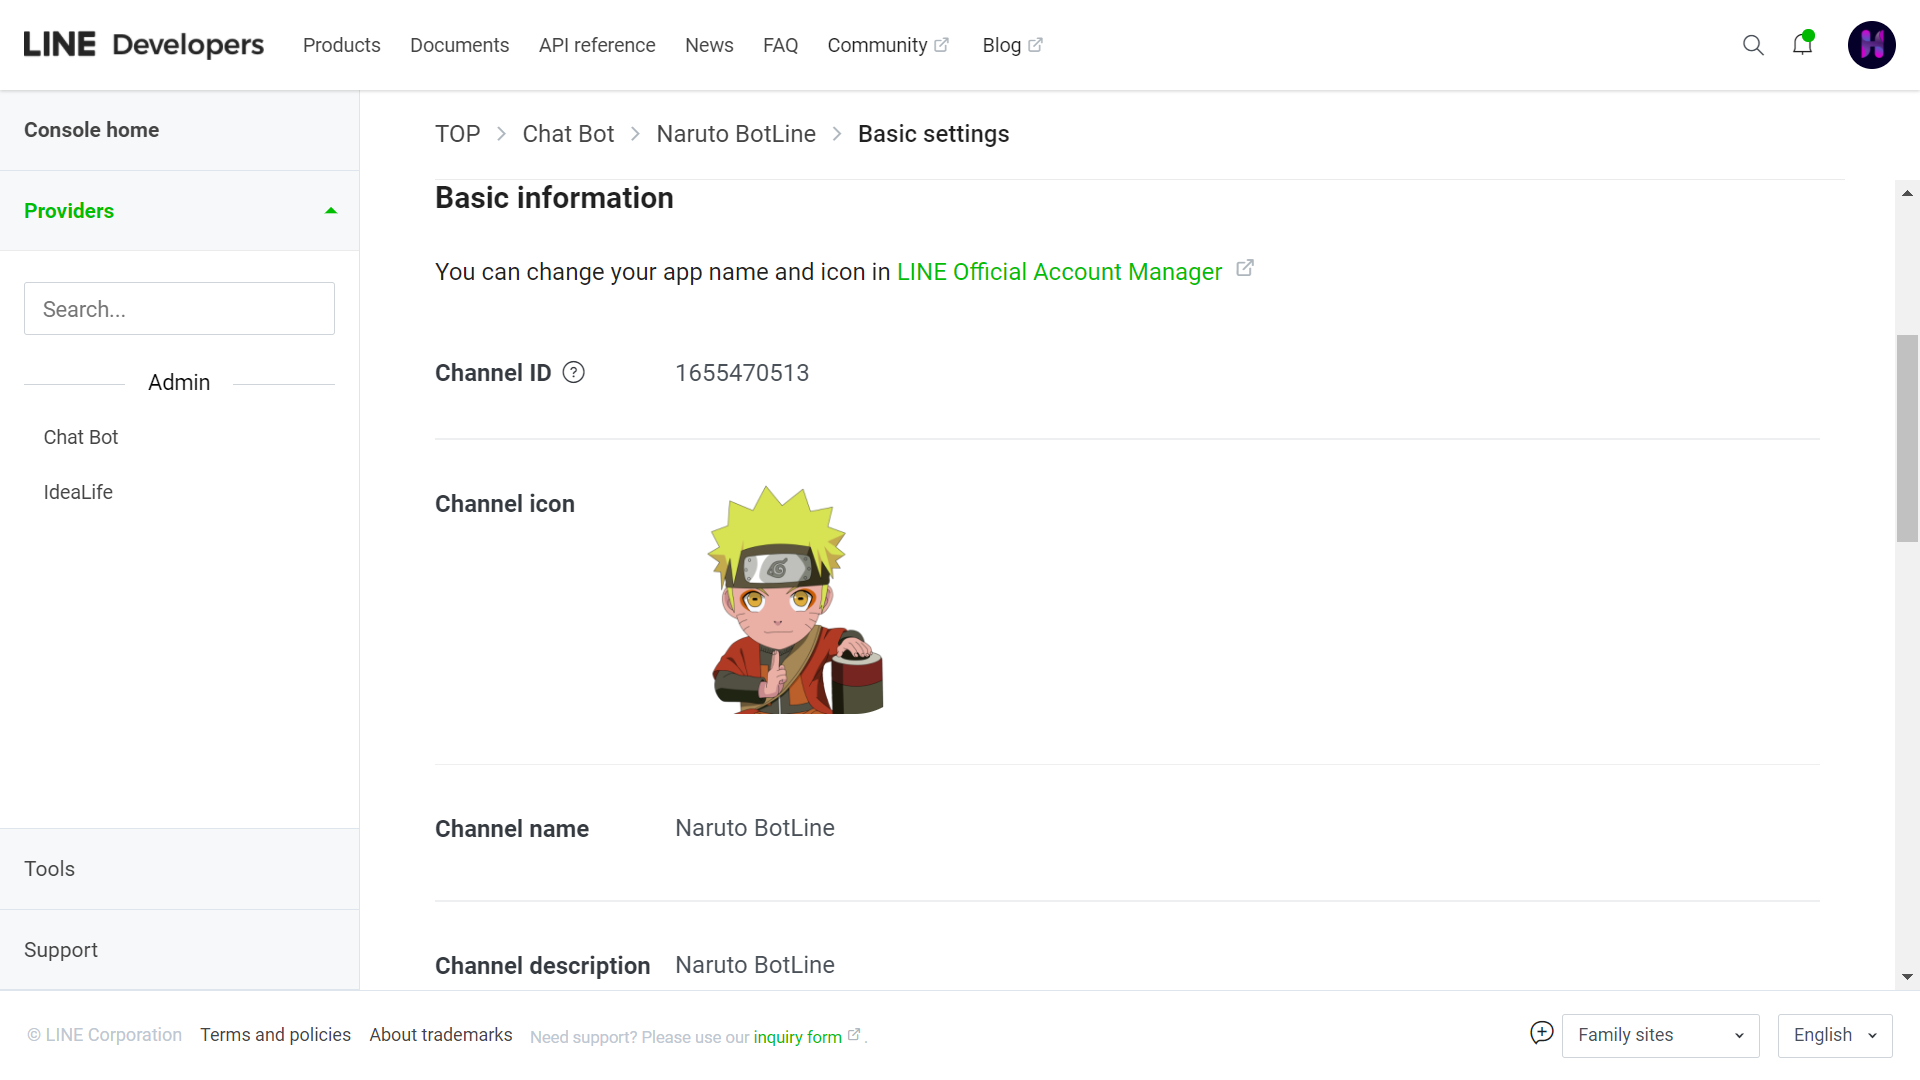 LINE Developers
Products
Documents
API reference
News
FAQ
Community
Blog
Console home
Providers
Search...
Admin
Chat Bot
IdeaLife
Tools
Support
TOP
Chat Bot
Naruto BotLine
Basic settings
Basic information
You can change your app name and icon in LINE Official Account Manager
Channel ID ? 1655470513
Channel icon
Channel name Naruto BotLine
Channel description Naruto BotLine
© LINE Corporation
Terms and policies
About trademarks
Need support? Please use our inquiry form .
Family sites
English